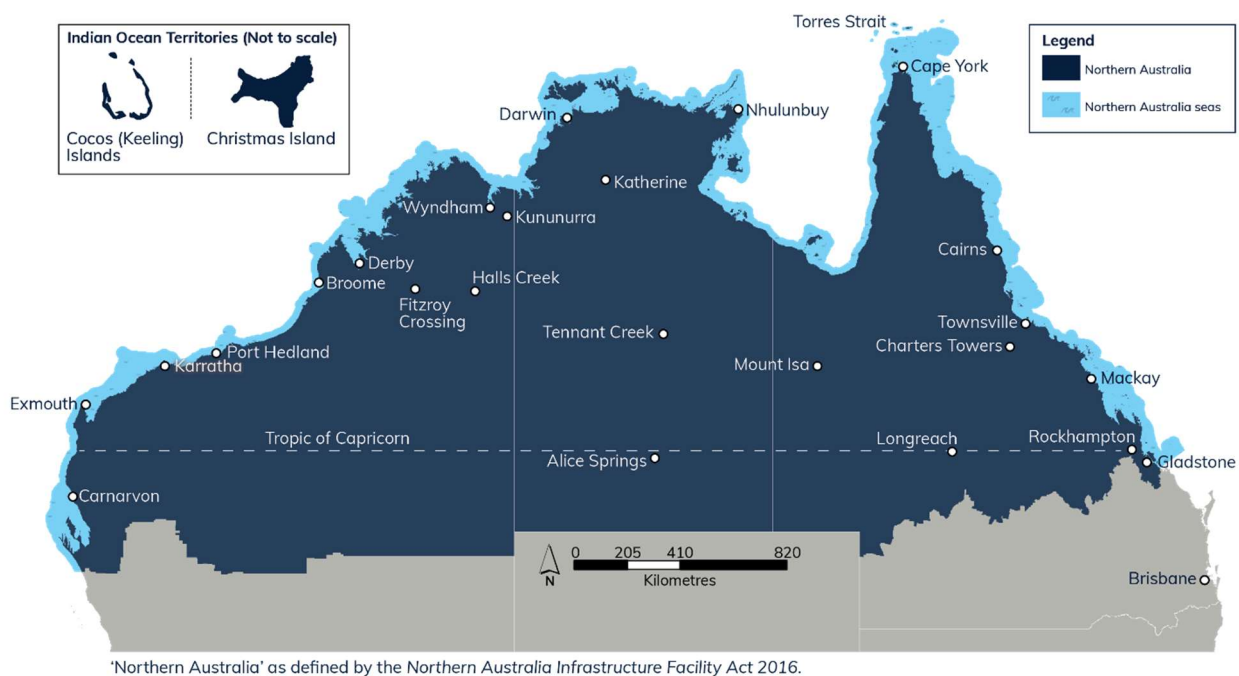 Indian Ocean Territories (Not to scale)
Cocos (Keeling)
Islands
Christmas Island
Torres Strait
Legend
Northern Australia
Northern Australia seas
Cape York
Darwin
Nhulunbuy
Katherine
Wyndham
Kununurra
Cairns
Derby
Broome
Halls Creek
Fitzroy
Crossing
Tennant Creek
Townsville
Charters Towers
Port Hedland
Karratha
Mount Isa
Mackay
Exmouth
Tropic of Capricorn
Longreach
Rockhampton
Alice Springs
Gladstone
Carnarvon
0 205 410 820
Kilometres
N
Brisbane
'Northern Australia' as defined by the Northern Australia Infrastructure Facility Act 2016.